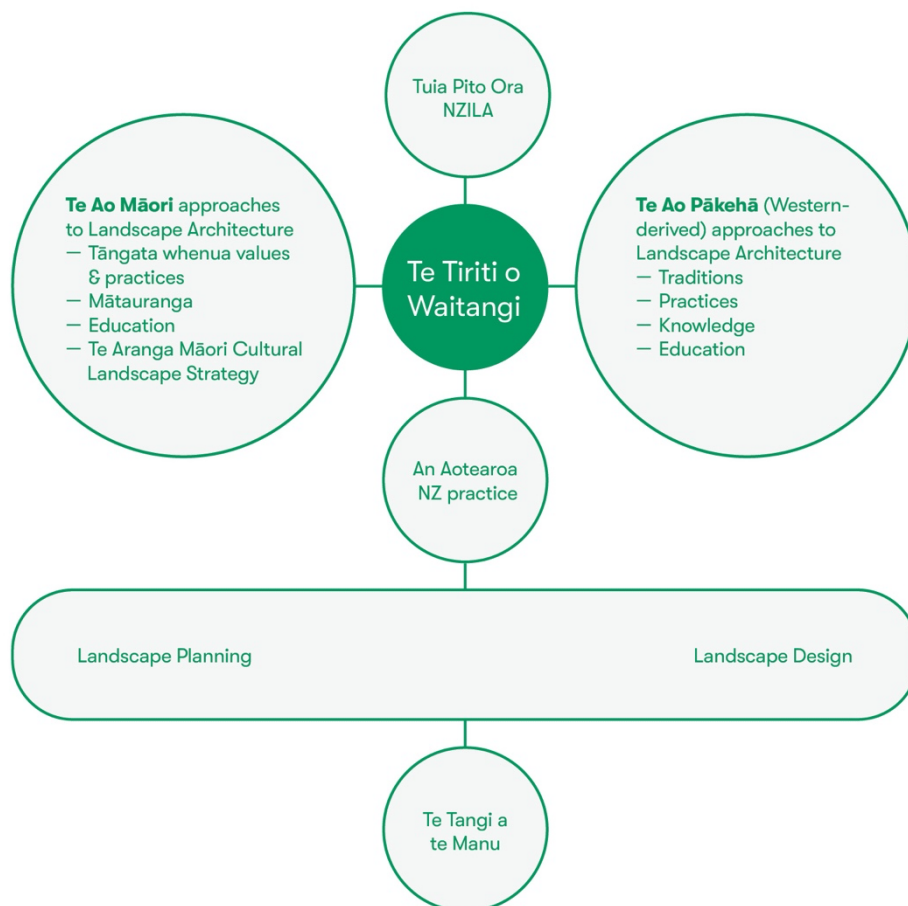 Tuia Pito Ora
NZILA
Te Ao Māori approaches
to Landscape Architecture
— Tāngata whenua values
& practices
— Mātauranga
— Education
— Te Aranga Māori Cultural
Landscape Strategy
Te Tiriti o
Waitangi
Te Ao Pākehā (Western-
derived) approaches to
Landscape Architecture
— Traditions
— Practices
— Knowledge
— Education
An Aotearoa
NZ practice
Landscape Planning
Landscape Design
Te Tangi a
te Manu